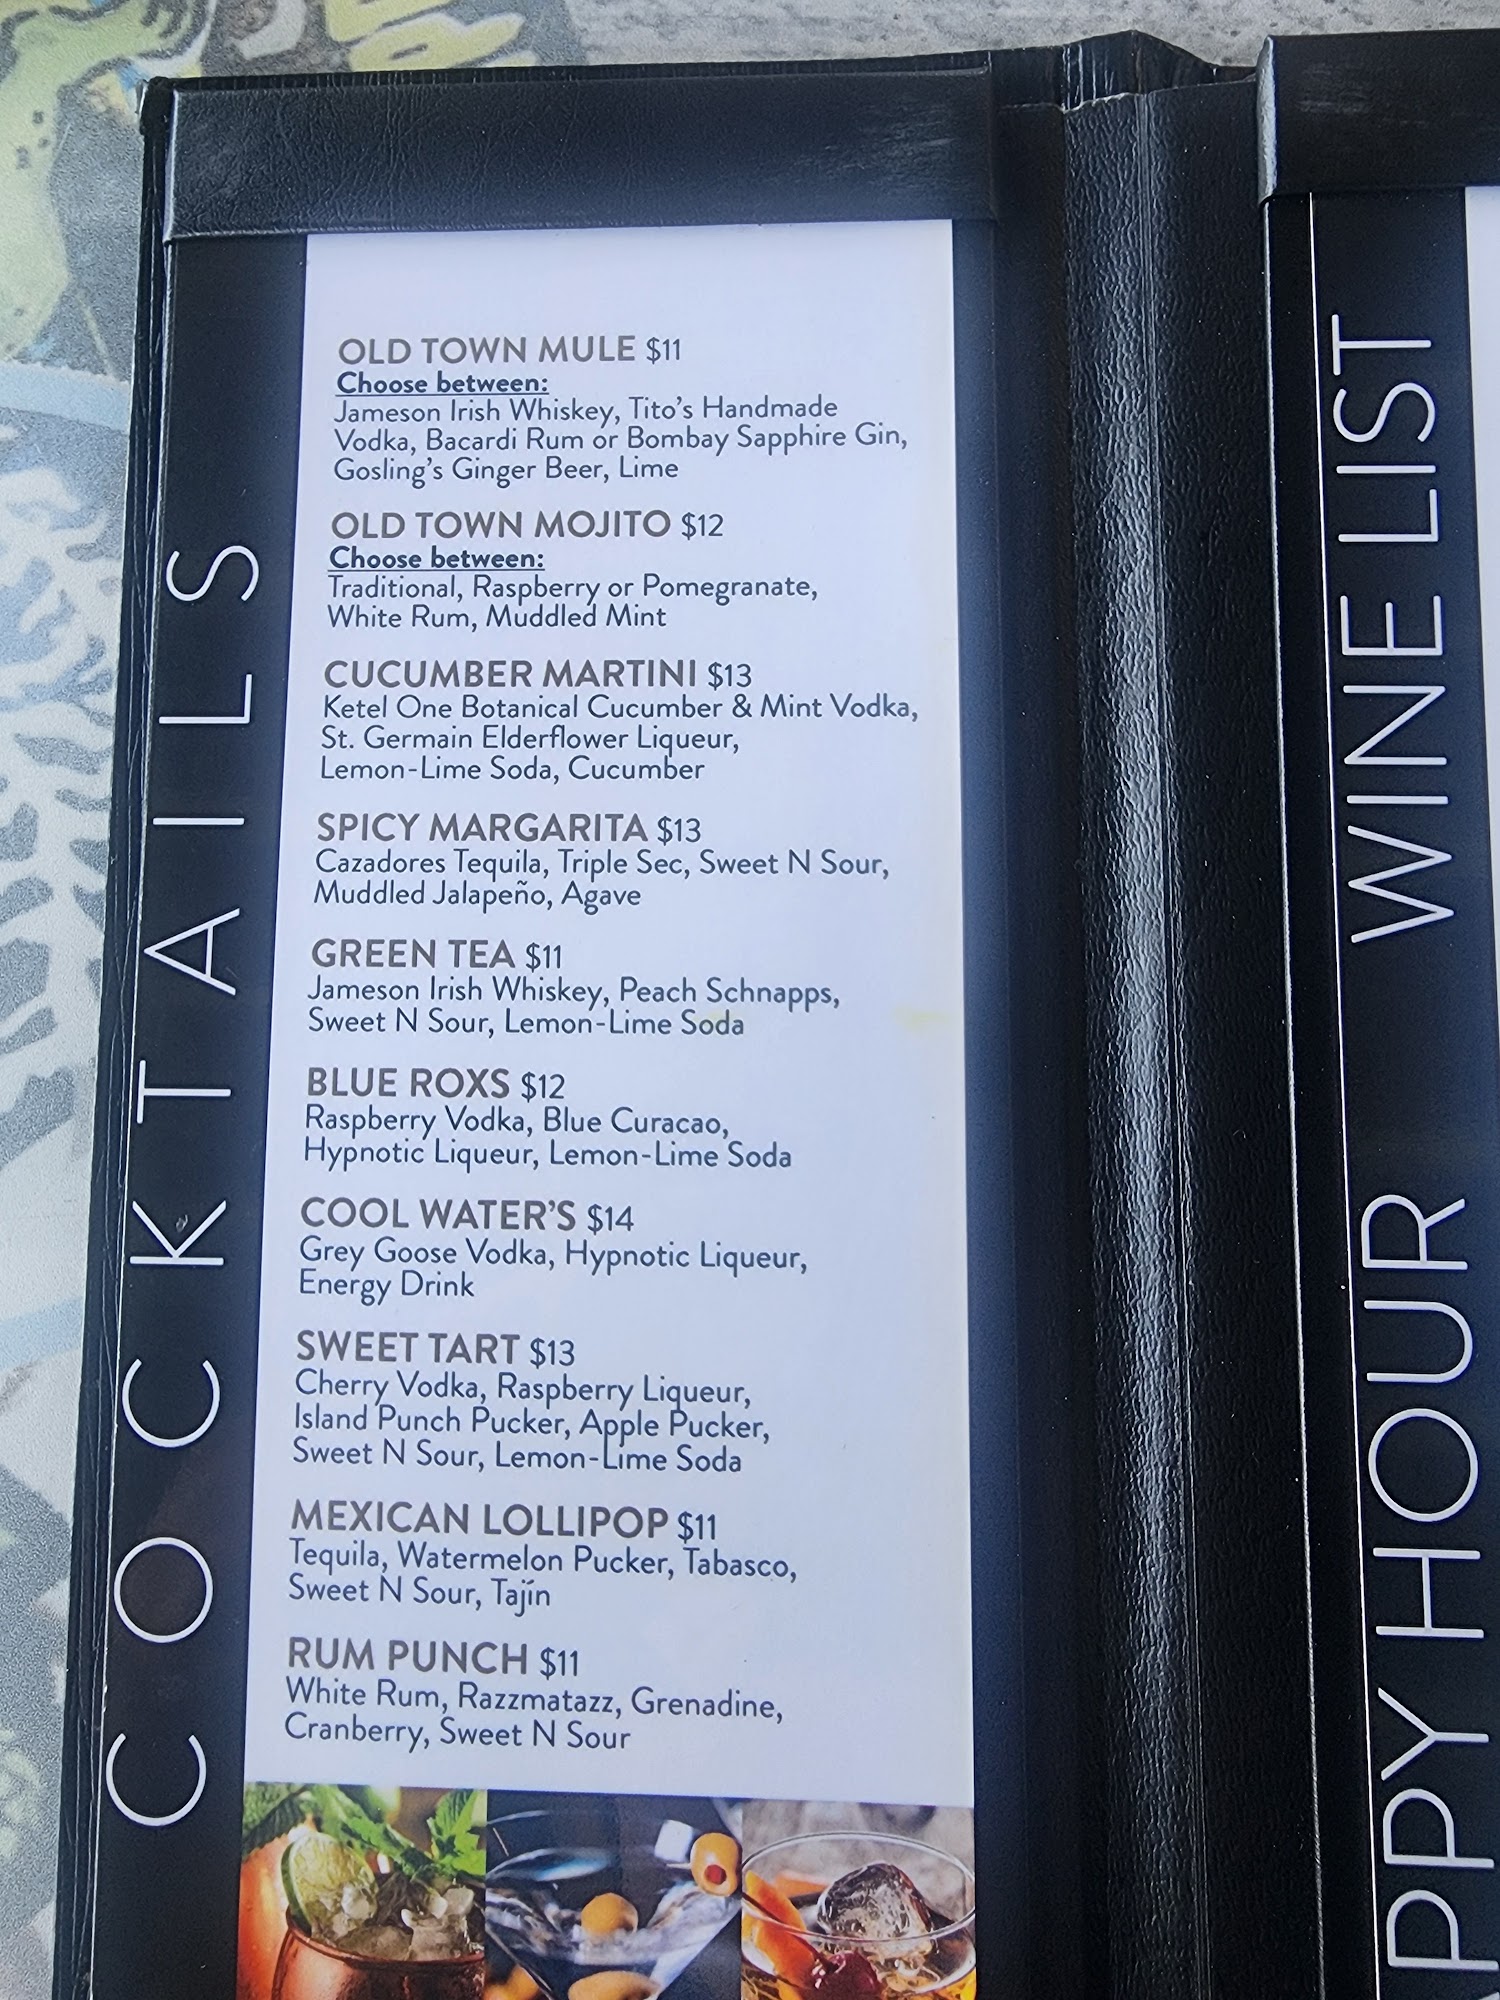 COCKTAILS
OLD TOWN MULE $11
Choose between:
Jameson Irish Whiskey, Tito's Handmade
Vodka, Bacardi Rum or Bombay Sapphire Gin,
Gosling's Ginger Beer, Lime
OLD TOWN MOJITO $12
Choose between:
Traditional, Raspberry or Pomegranate,
White Rum, Muddled Mint
CUCUMBER MARTINI $13
Ketel One Botanical Cucumber & Mint Vodka,
St. Germain Elderflower Liqueur,
Lemon-Lime Soda, Cucumber
SPICY MARGARITA $13
Cazadores Tequila, Triple Sec, Sweet N Sour,
Muddled Jalapeño, Agave
GREEN TEA $11
Jameson Irish Whiskey, Peach Schnapps,
Sweet N Sour, Lemon-Lime Soda
BLUE ROXS $12
Raspberry Vodka, Blue Curacao,
Hypnotic Liqueur, Lemon-Lime Soda
COOL WATER'S $14
Grey Goose Vodka, Hypnotic Liqueur,
Energy Drink
SWEET TART $13
Cherry Vodka, Raspberry Liqueur,
Island Punch Pucker, Apple Pucker,
Sweet N Sour, Lemon-Lime Soda
MEXICAN LOLLIPOP $11
Tequila, Watermelon Pucker, Tabasco,
Sweet N Sour, Tajín
RUM PUNCH $11
White Rum, Razzmatazz, Grenadine,
Cranberry, Sweet N Sour
PPY HOUR WINE LIST